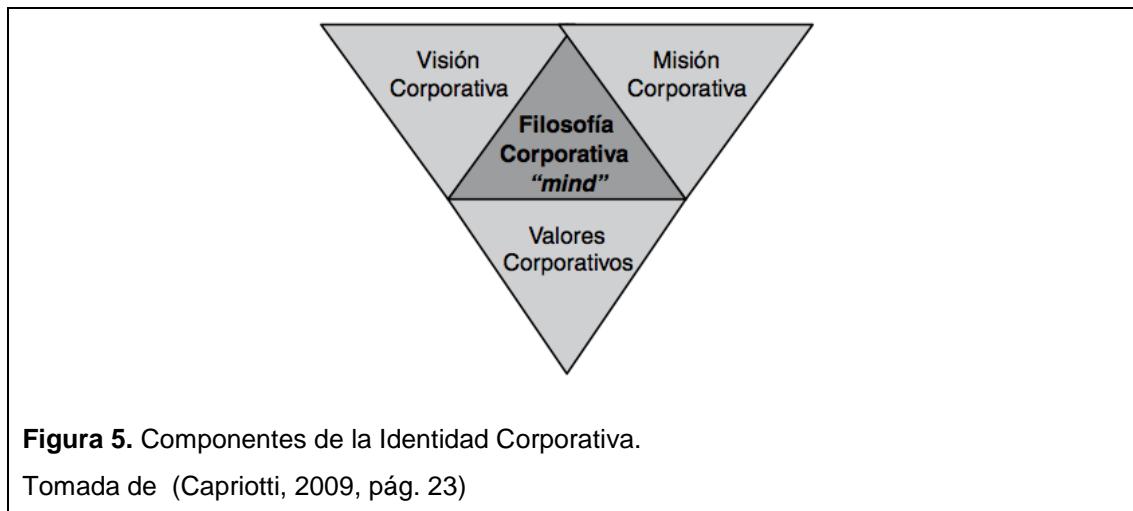 Visión
Corporativa
Misión
Corporativa
Filosofía
Corporativa
“mind”
Valores
Corporativos
Figura 5. Componentes de la Identidad Corporativa.
Tomada de (Capriotti, 2009, pág. 23)